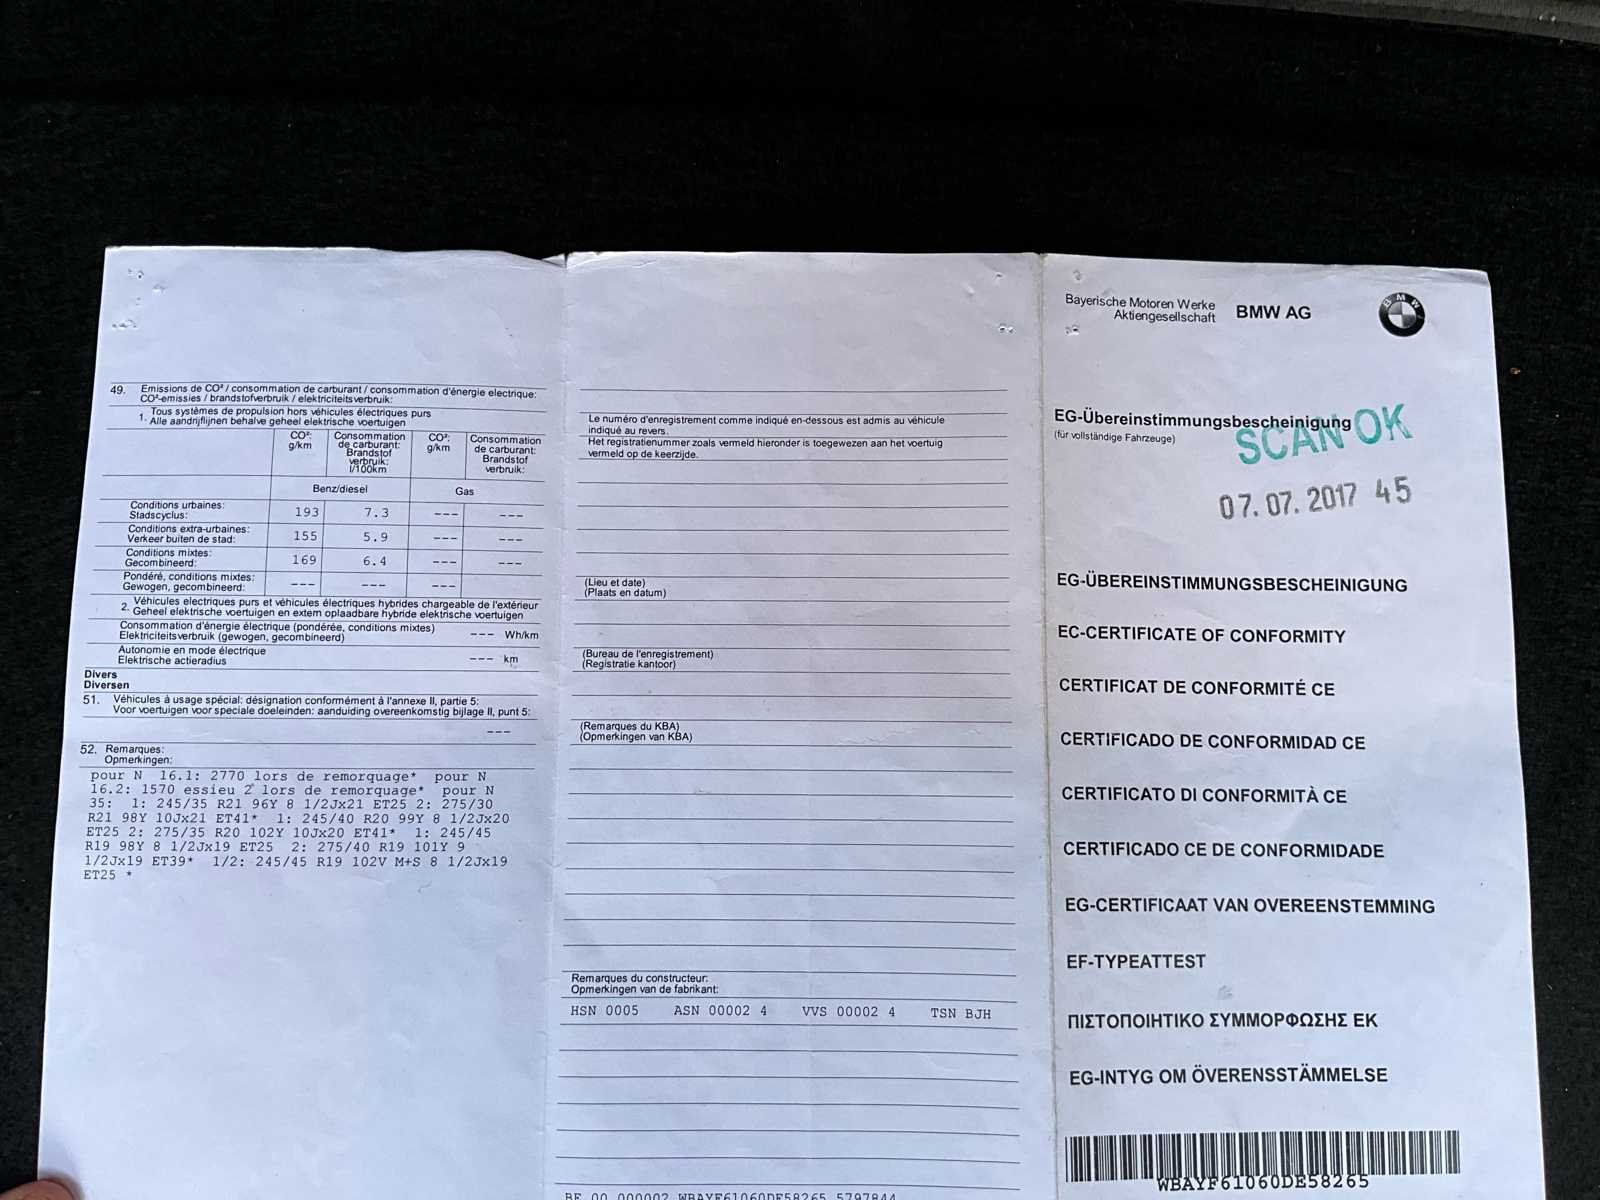 49. Emissions de CO² / consommation de carburant / consommation d'énergie electrique:
CO²-emissies / brandstofverbruik / elektriciteitsverbruik:
1. Tous systèmes de propulsion hors véhicules électriques purs
Alle aandrijflijnen behalve geheel elektrische voertuigen
CO²: g/km
Consommation de carburant: Brandstof verbruik: l/100km
CO²: g/km
Consommation de carburant: Brandstof verbruik:
Benz/diesel Gas
Conditions urbaines:
Stadscyclus: 193 7.3 --- ---
Conditions extra-urbaines:
Verkeer buiten de stad: 155 5.9 --- ---
Conditions mixtes:
Gecombineerd: 169 6.4 --- ---
Pondéré, conditions mixtes:
Gewogen, gecombineerd: --- --- ---
2. Véhicules electriques purs et véhicules électriques hybrides chargeable de l'extérieur
Geheel elektrische voertuigen en extern oplaadbare hybride elektrische voertuigen
Consommation d'énergie électrique (pondérée, conditions mixtes)
Elektriciteitsverbruik (gewogen, gecombineerd) --- Wh/km
Autonomie en mode électrique
Elektrische actieradius --- km
Divers
Diversen
51. Véhicules à usage spécial: désignation conformément à l'annexe II, partie 5:
Voor voertuigen voor speciale doeleinden: aanduiding overeenkomstig bijlage II, punt 5:
---
52. Remarques:
Opmerkingen:
pour N 16.1: 2770 lors de remorquage* pour N
16.2: 1570 essieu 2 lors de remorquage* pour N
35: 1: 245/35 R21 96Y 8 1/2Jx21 ET25 2: 275/30
R21 98Y 10Jx21 ET41* 1: 245/40 R20 99Y 8 1/2Jx20
ET25 2: 275/35 R20 102Y 10Jx20 ET41* 1: 245/45
R19 98Y 8 1/2Jx19 ET25 2: 275/40 R19 101Y 9
1/2Jx19 ET39* 1/2: 245/45 R19 102V M+S 8 1/2Jx19
ET25 *
Le numéro d'enregistrement comme indiqué en-dessous est admis au véhicule
indiqué au revers.
Het registratienummer zoals vermeld hieronder is toegewezen aan het voertuig
vermeld op de keerzijde.
(Lieu et date)
(Plaats en datum)
(Bureau de l'enregistrement)
(Registratie kantoor)
(Remarques du KBA)
(Opmerkingen van KBA)
Remarques du constructeur:
Opmerkingen van de fabrikant:
HSN 0005 ASN 00002 4 VVS 00002 4 TSN BJH
BE 00 000002 WBAYF61060DE58265 5797844
Bayerische Motoren Werke
Aktiengesellschaft BMW AG
BMW
EG-Übereinstimmungsbescheinigung
(für vollständige Fahrzeuge)
SCAN OK
07.07.2017 45
EG-ÜBEREINSTIMMUNGSBESCHEINIGUNG
EC-CERTIFICATE OF CONFORMITY
CERTIFICAT DE CONFORMITÉ CE
CERTIFICADO DE CONFORMIDAD CE
CERTIFICATO DI CONFORMITÀ CE
CERTIFICADO CE DE CONFORMIDADE
EG-CERTIFICAAT VAN OVEREENSTEMMING
EF-TYPEATTEST
ΠΙΣΤΟΠΟΙΗΤΙΚΟ ΣΥΜΜΟΡΦΩΣΗΣ ΕΚ
EG-INTYG OM ÖVERENSSTÄMMELSE
WBAYF61060DE58265